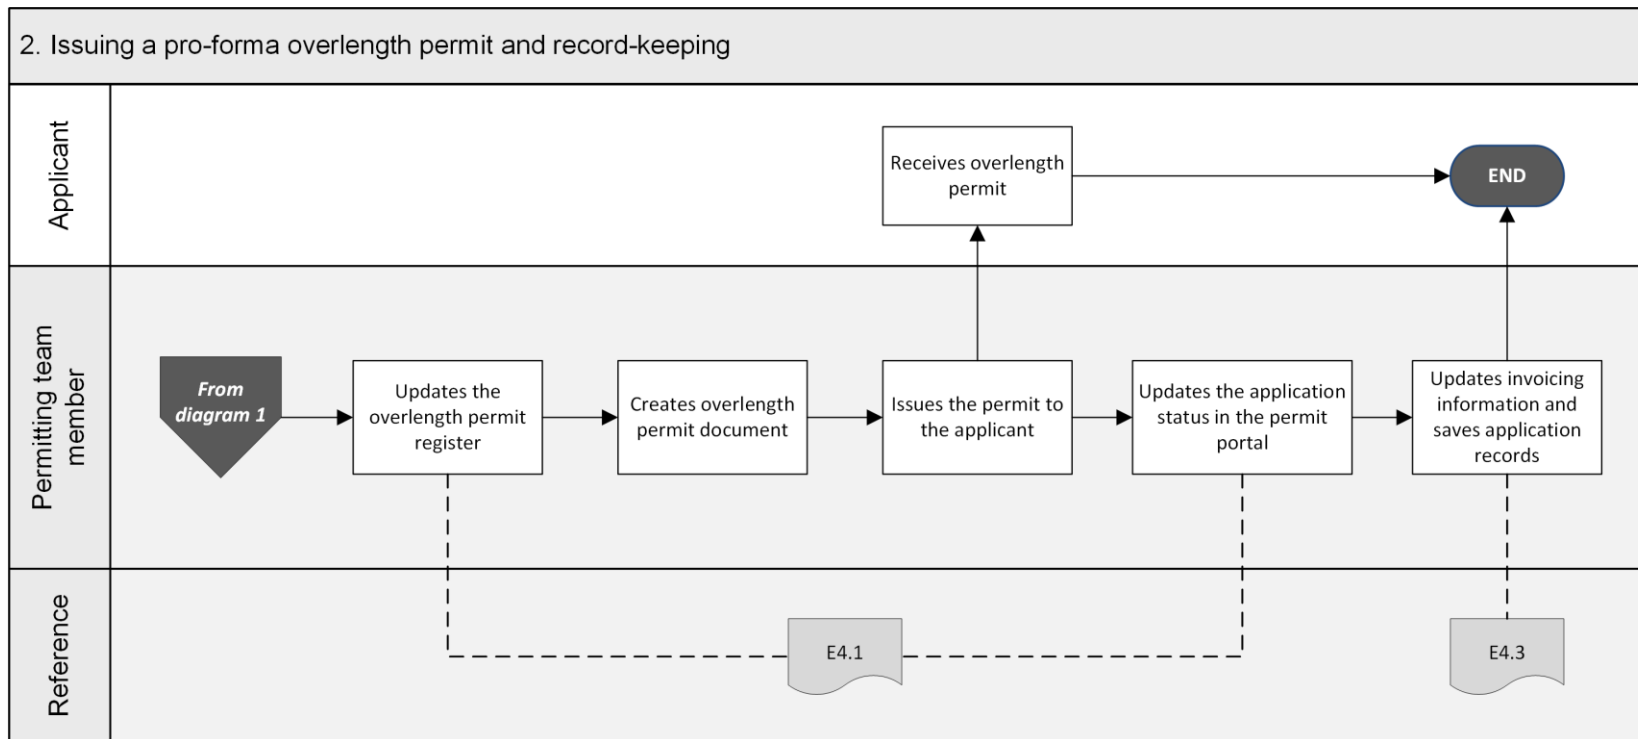 2. Issuing a pro-forma overlength permit and record-keeping
Applicant
Receives overlength
permit
END
Permitting team
member
From
diagram 1
Updates the
overlength permit
register
Creates overlength
permit document
Issues the permit to
the applicant
Updates the application
status in the permit
portal
Updates invoicing
information and
saves application
records
Reference
E4.1
E4.3